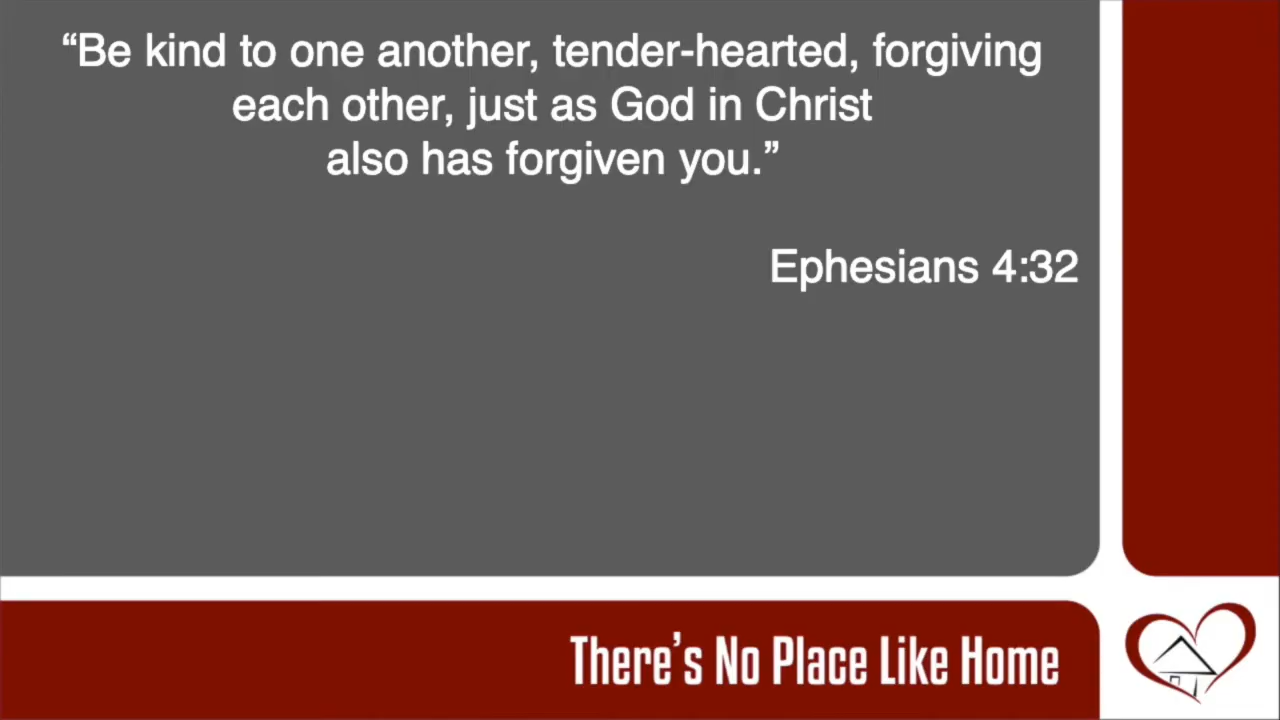 “Be kind to one another, tender-hearted, forgiving
each other, just as God in Christ
also has forgiven you.”
Ephesians 4:32
There’s No Place Like Home